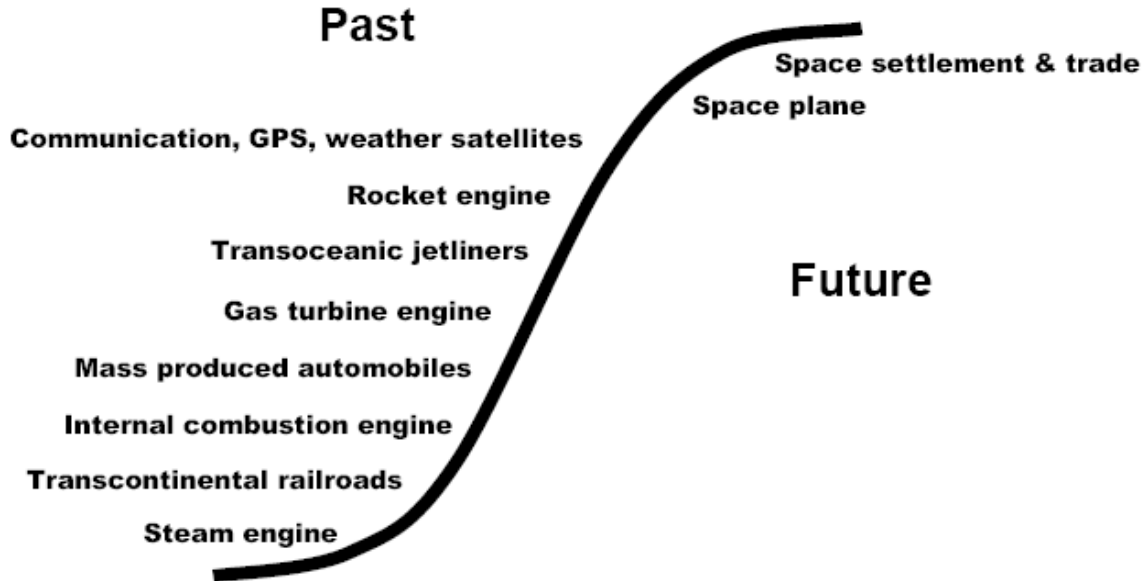 Past
Space settlement & trade
Space plane
Communication, GPS, weather satellites
Rocket engine
Transoceanic jetliners
Future
Gas turbine engine
Mass produced automobiles
Internal combustion engine
Transcontinental railroads
Steam engine